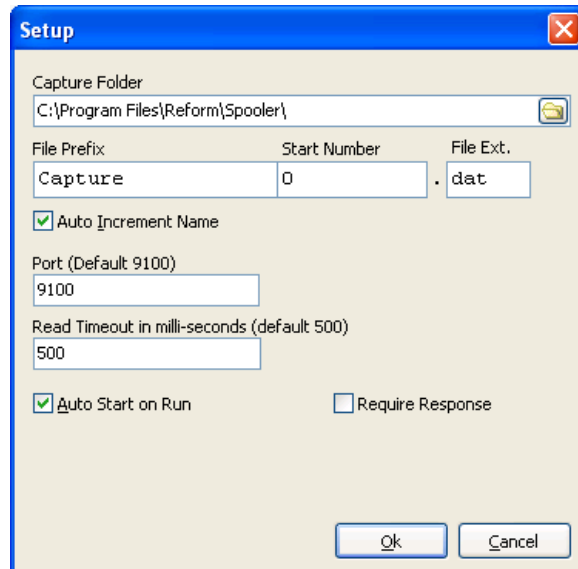 Setup
Capture Folder
C:\Program Files\Reform\Spooler\
File Prefix Start Number File Ext.
Capture 0 . dat
Auto Increment Name
Port (Default 9100)
9100
Read Timeout in milli-seconds (default 500)
500
Auto Start on Run Require Response
Ok Cancel